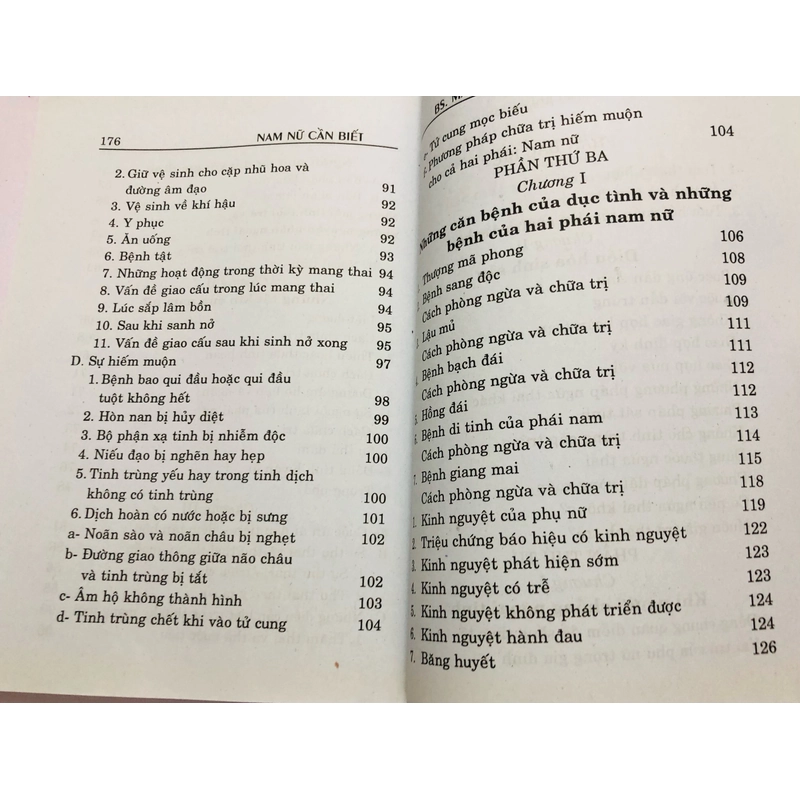 176 NAM NỮ CẦN BIẾT
2. Giữ vệ sinh cho cặp nhũ hoa và
đường âm đạo 91
3. Vệ sinh về khí hậu 92
4. Y phục 92
5. Ăn uống 92
6. Bệnh tật 93
7. Những hoạt động trong thời kỳ mang thai 94
8. Vấn đề giao cấu trong lúc mang thai 94
9. Lúc sắp lâm bồn 94
10. Sau khi sanh nở 95
11. Vấn đề giao cấu sau khi sinh nở xong 95
D. Sự hiếm muộn 97
1. Bệnh bao qui đầu hoặc qui đầu
tuột không hết 98
2. Hòn nan bị hủy diệt 99
3. Bộ phận xạ tinh bị nhiễm độc 100
4. Niếu đạo bị nghẽn hay hẹp 100
5. Tinh trùng yếu hay trong tinh dịch
không có tinh trùng 100
6. Dịch hoàn có nước hoặc bị sưng 101
a- Noãn sào và noãn châu bị nghẹt 102
b- Đường giao thông giữa não châu
và tinh trùng bị tắt 102
c- Âm hộ không thành hình 103
d- Tinh trùng chết khi vào tử cung 104
BS.
Tử cung mọc biếu
Phương pháp chữa trị hiếm muộn
cho cả hai phái: Nam nữ 104
PHẦN THỨ BA
Chương I
Những căn bệnh của dục tình và những
bệnh của hai phái nam nữ
Thượng mã phong 106
Bệnh sang độc 108
Cách phòng ngừa và chữa trị 109
Lậu mủ 109
Cách phòng ngừa và chữa trị 111
4. Bệnh bạch đái 111
Cách phòng ngừa và chữa trị 112
5. Hồng đái 112
6. Bệnh di tinh của phái nam 113
Cách phòng ngừa và chữa trị 114
7. Bệnh giang mai 115
Cách phòng ngừa và chữa trị 118
1. Kinh nguyệt của phụ nữ 119
2. Triệu chứng báo hiệu có kinh nguyệt 122
3. Kinh nguyệt phát hiện sớm 123
4. Kinh nguyệt có trễ 123
5. Kinh nguyệt không phát triển được 124
6. Kinh nguyệt hành đau 124
7. Băng huyết 126